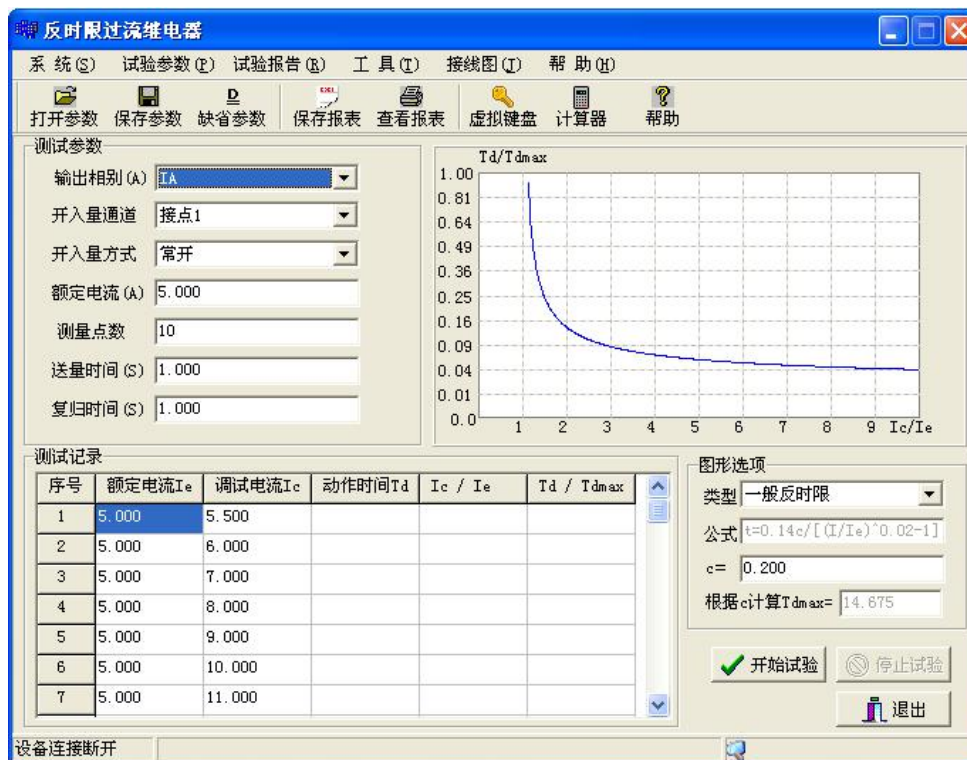 反时限过流继电器
系 统(S) 试验参数(P) 试验报告(R) 工 具(T) 接线图(J) 帮 助(H)
打开参数 保存参数 缺省参数 保存报表 查看报表 虚拟键盘 计算器 帮助
测试参数
输出相别(A) IA
开入量通道 接点1
开入量方式 常开
额定电流(A) 5.000
测量点数 10
送量时间(S) 1.000
复归时间(S) 1.000
Td/Tdmax
1.00
0.81
0.64
0.49
0.36
0.25
0.16
0.09
0.04
0.01
0.0
1 2 3 4 5 6 7 8 9 Ic/Ie
测试记录
序号 额定电流Ie 调试电流Ic 动作时间Td Ic / Ie Td / Tdmax
1 5.000 5.500
2 5.000 6.000
3 5.000 7.000
4 5.000 8.000
5 5.000 9.000
6 5.000 10.000
7 5.000 11.000
图形选项
类型 一般反时限
公式 t=0.14c/[(I/Ie)^0.02-1]
c= 0.200
根据c计算Tdmax= 14.675
开始试验 停止试验
退出
设备连接断开